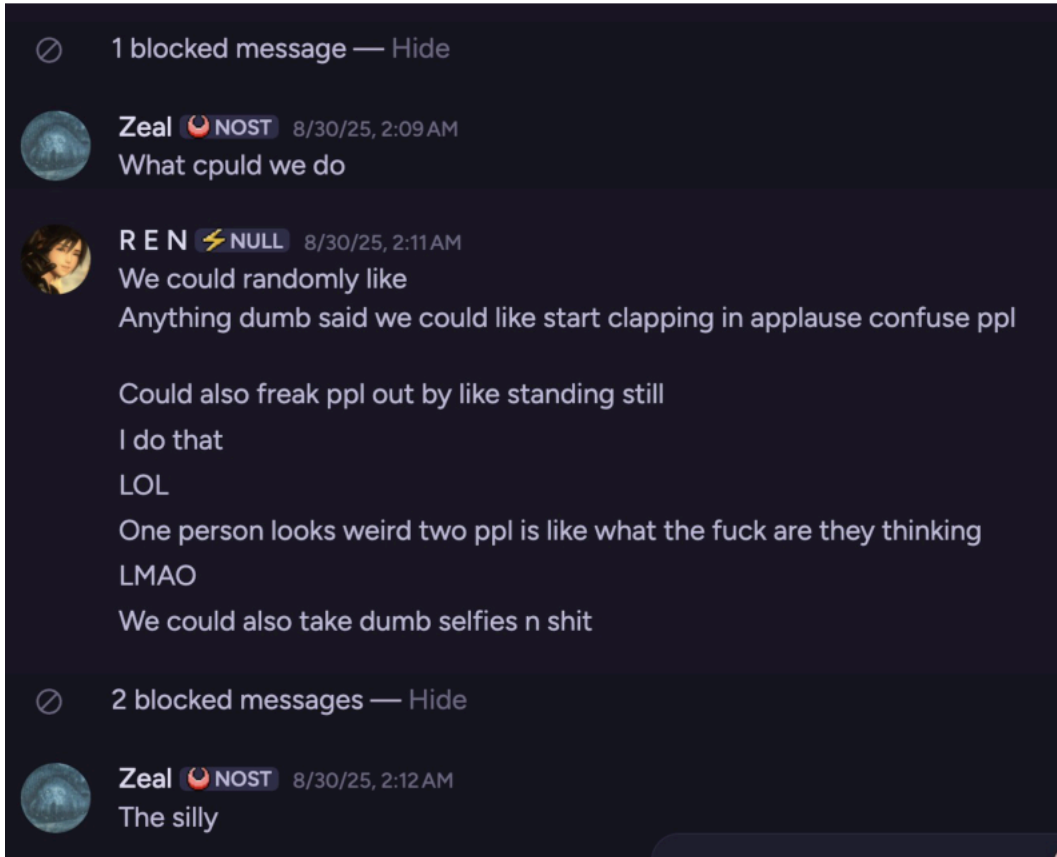 1 blocked message — Hide
Zeal NOST 8/30/25, 2:09 AM
What cpuld we do
R E N NULL 8/30/25, 2:11 AM
We could randomly like
Anything dumb said we could like start clapping in applause confuse ppl
Could also freak ppl out by like standing still
I do that
LOL
One person looks weird two ppl is like what the fuck are they thinking
LMAO
We could also take dumb selfies n shit
2 blocked messages — Hide
Zeal NOST 8/30/25, 2:12 AM
The silly